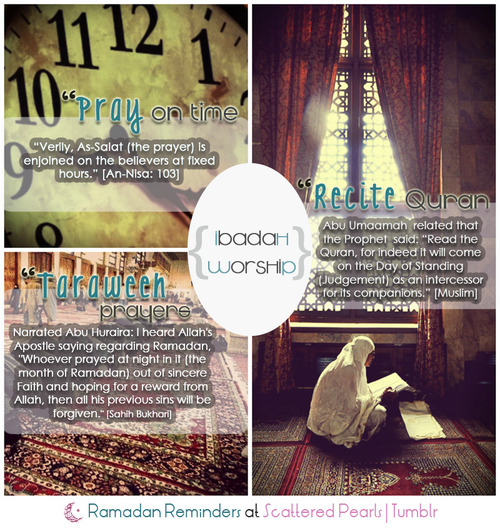 11 12 1
10
9
“Pray on time
“Verily, As-Salat (the prayer) is
enjoined on the believers at fixed
hours.” [An-Nisa: 103]
{ Ibadah }
Worship
“Recite Quran
Abu Umaamah related that
the Prophet said: “Read the
Quran, for indeed it will come
on the Day of Standing
(Judgement) as an intercessor
for its companions.” [Muslim]
“Taraweeh
prayers
Narrated Abu Huraira: I heard Allah's
Apostle saying regarding Ramadan,
"Whoever prayed at night in it (the
month of Ramadan) out of sincere
Faith and hoping for a reward from
Allah, then all his previous sins will be
forgiven." [Sahih Bukhari]
Ramadan Reminders at Scattered Pearls | Tumblr